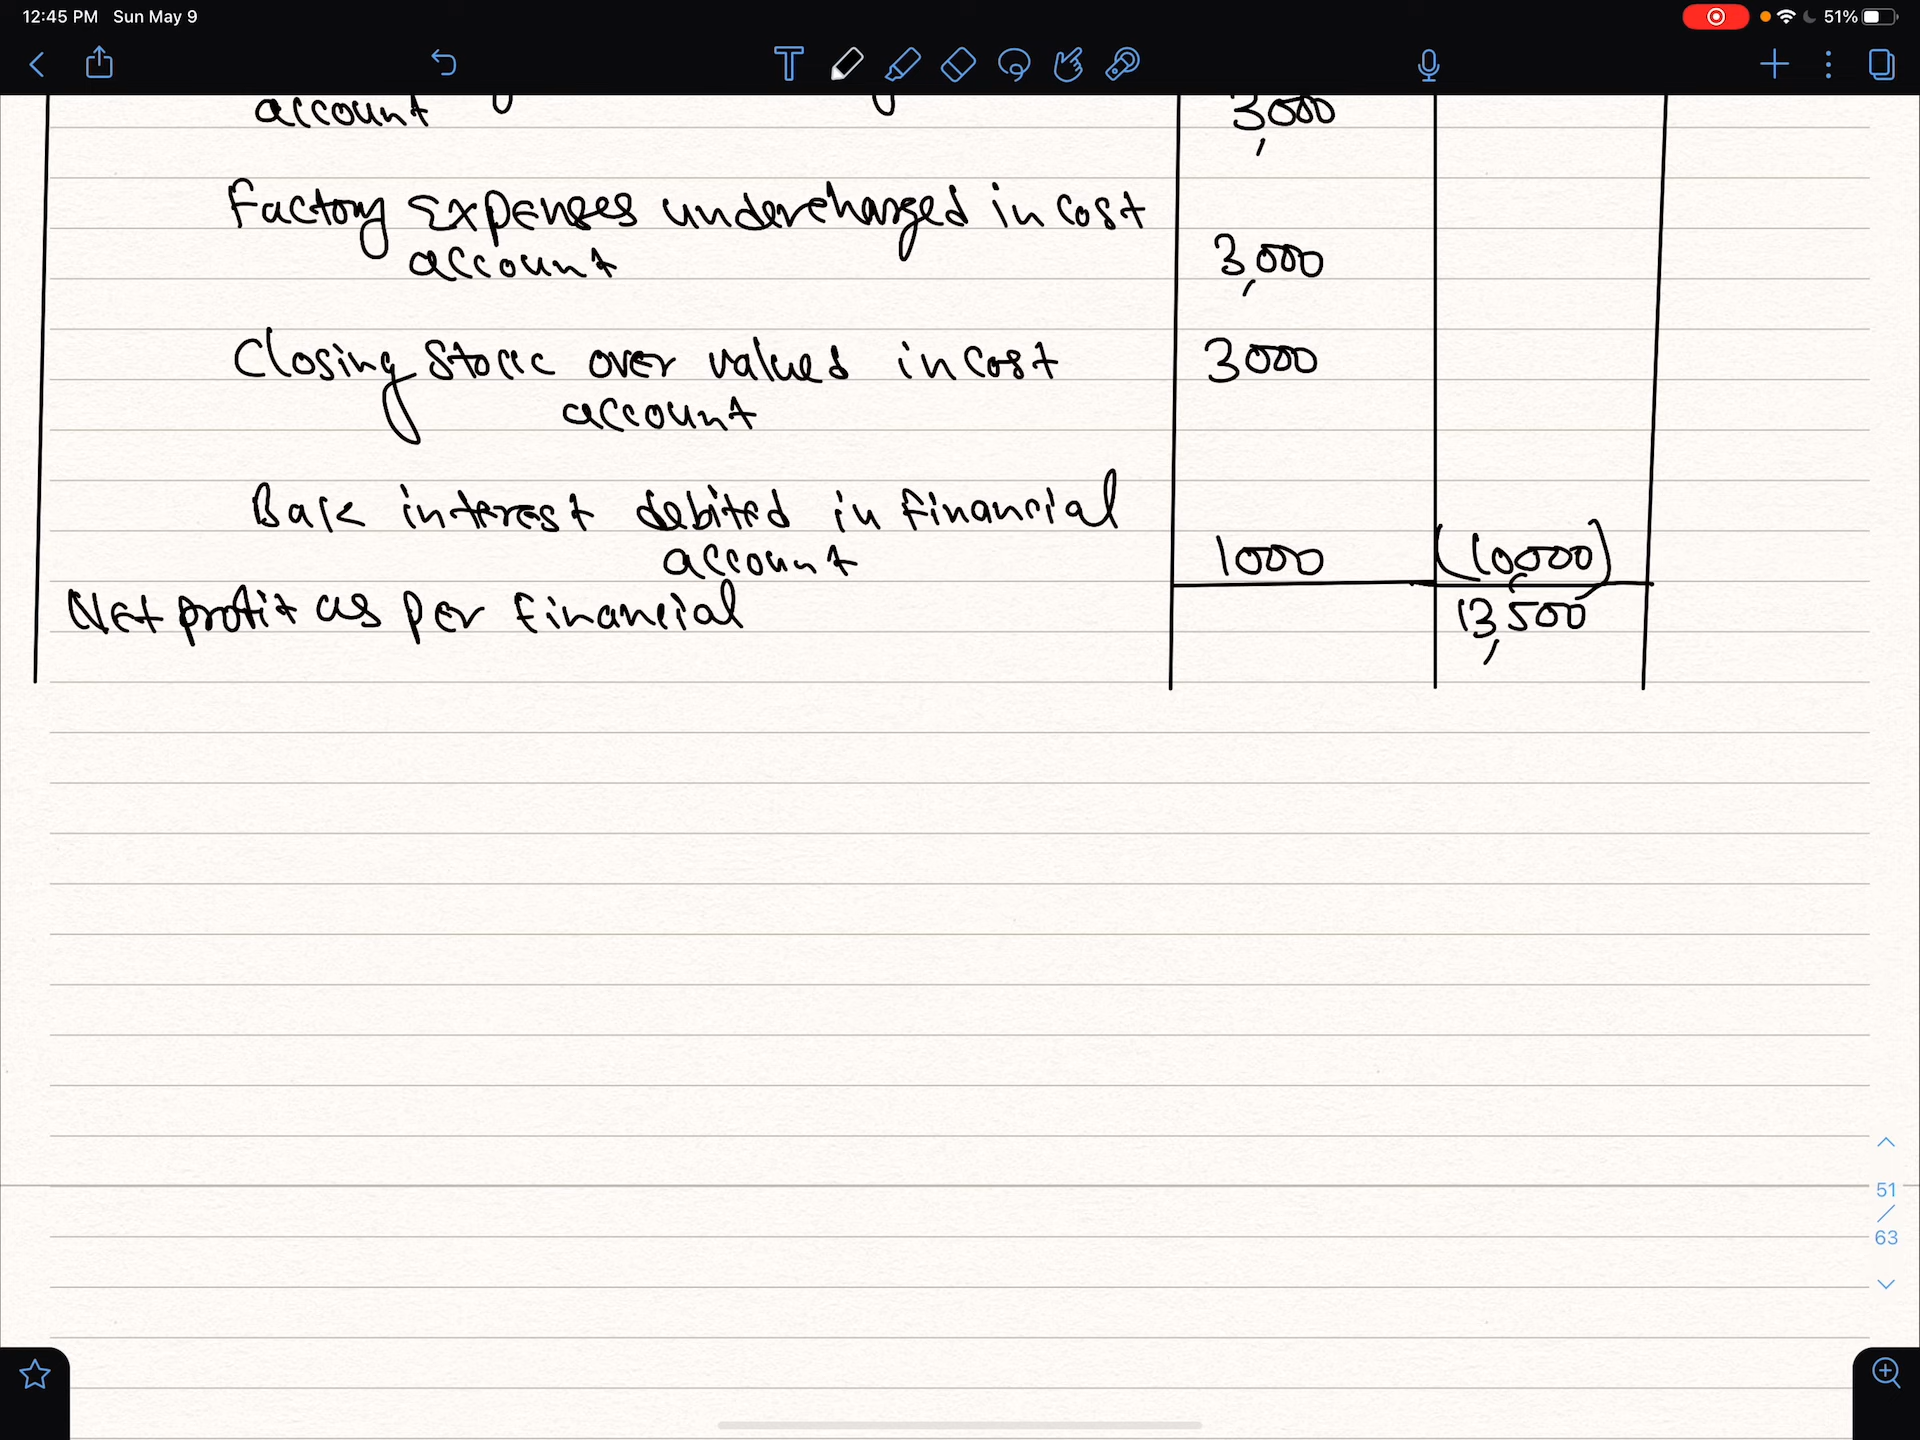 12:45 PM Sun May 9
51%
account 3,000
Factory Expenses undercharged in cost
account 3,000
Closing Stock over valued in cost 3000
account
Bank interest debited in financial
account 1000 (10,000)
Net profit as per financial 13,500
51
/
63